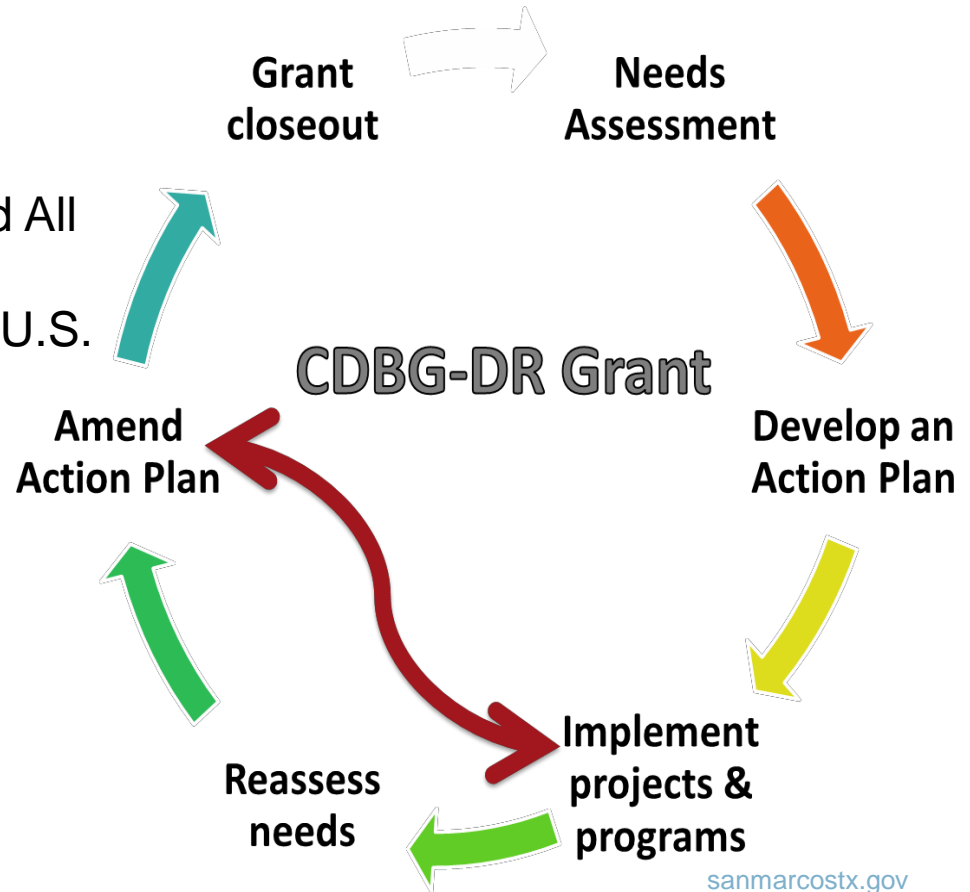 Grant
closeout
Needs
Assessment
d All
U.S.
CDBG-DR Grant
Amend
Action Plan
Develop an
Action Plan
Implement
projects &
programs
Reassess
needs
sanmarcostx.gov